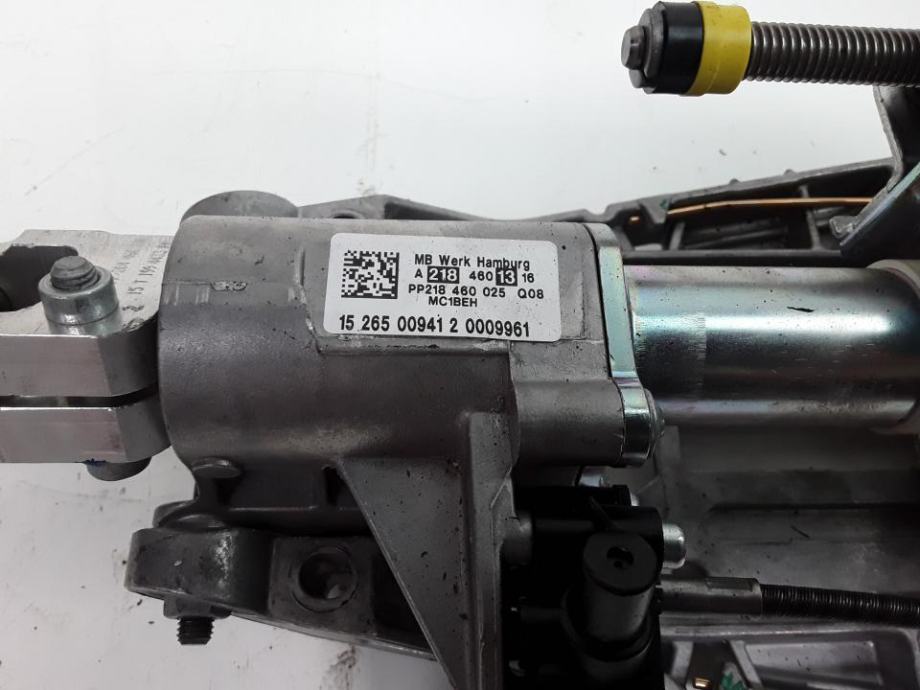 MB Werk Hamburg
A 218 460 13 16
PP218 460 025 Q08
MC1BEH
15 265 00941 2 0009961